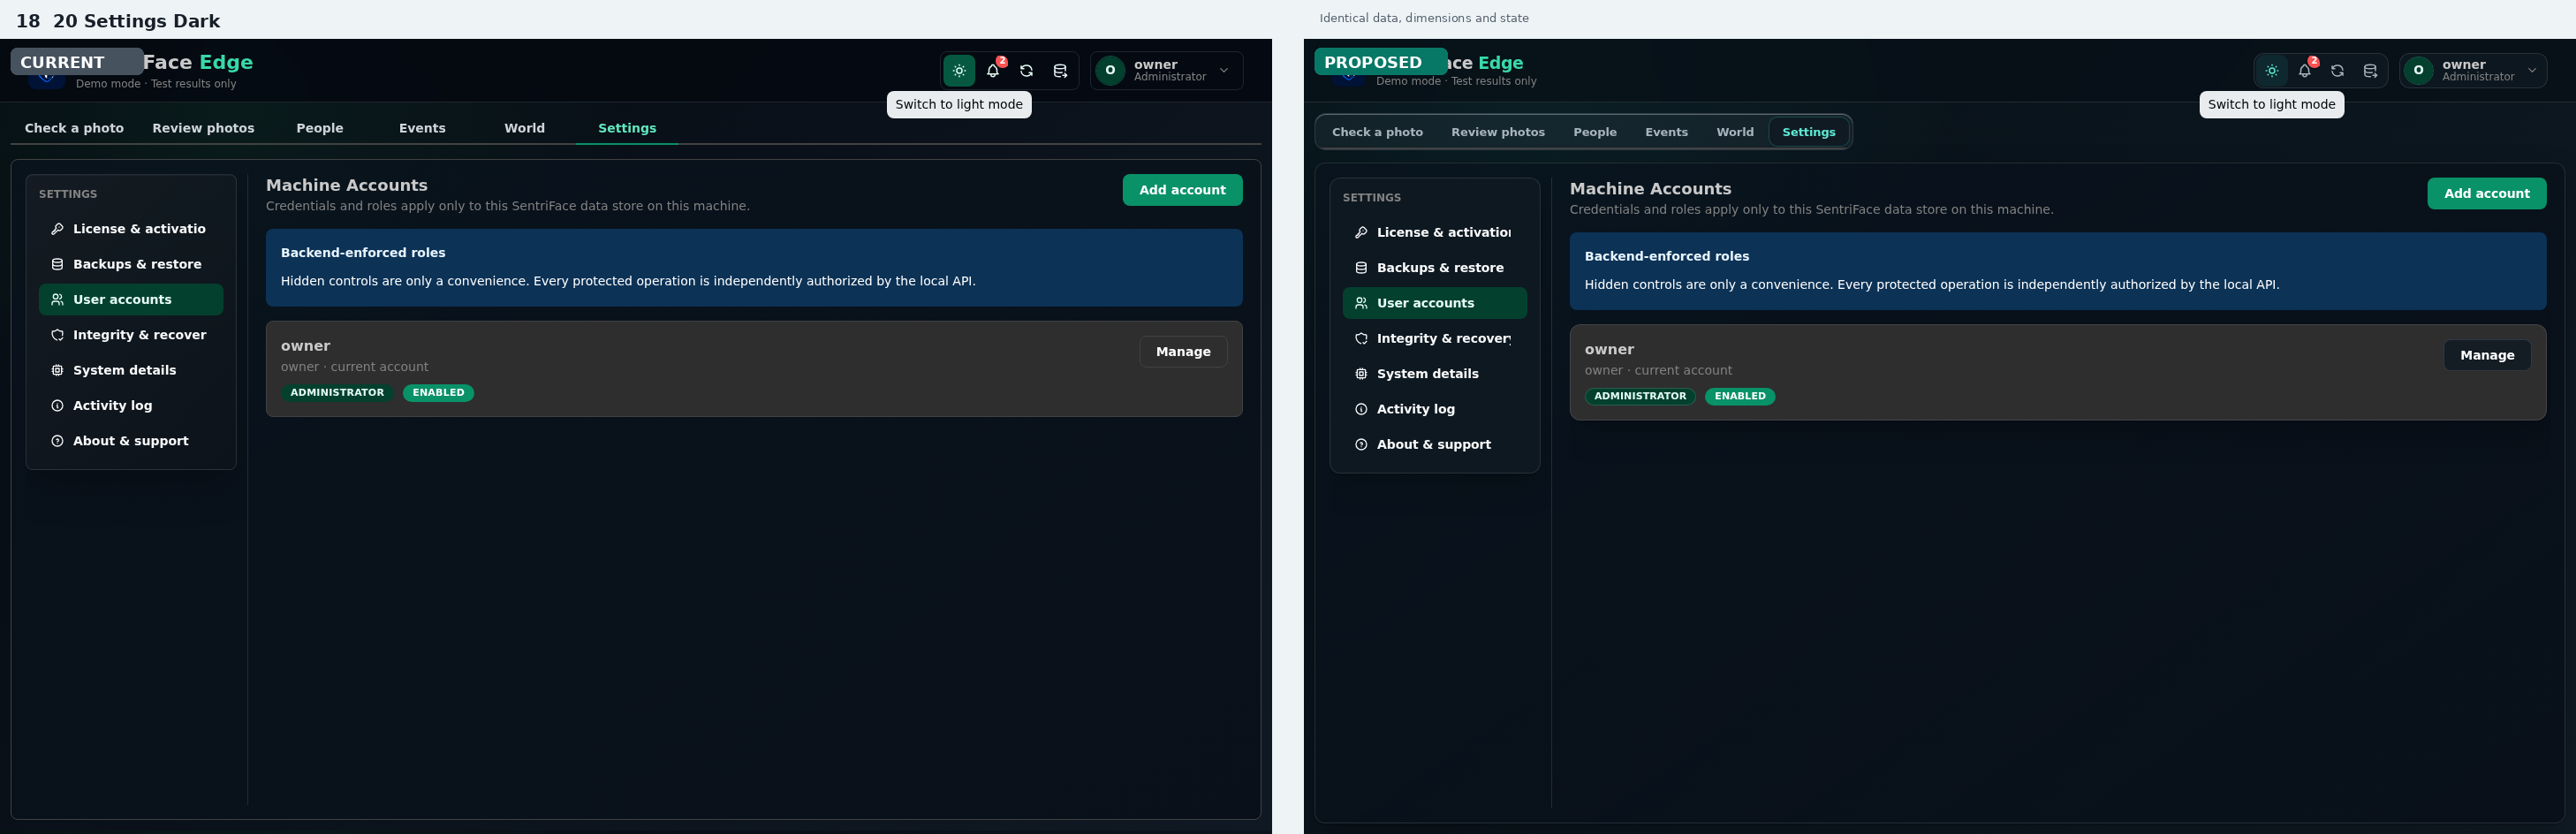 18 20 Settings Dark
Identical data, dimensions and state
CURRENT
Face Edge
Demo mode · Test results only
2
O
owner
Administrator
Switch to light mode
Check a photo
Review photos
People
Events
World
Settings
SETTINGS
License & activatio
Backups & restore
User accounts
Integrity & recover
System details
Activity log
About & support
Machine Accounts
Credentials and roles apply only to this SentriFace data store on this machine.
Add account
Backend-enforced roles
Hidden controls are only a convenience. Every protected operation is independently authorized by the local API.
owner
owner · current account
ADMINISTRATOR
ENABLED
Manage
PROPOSED
ace Edge
Demo mode · Test results only
2
O
owner
Administrator
Switch to light mode
Check a photo
Review photos
People
Events
World
Settings
SETTINGS
License & activation
Backups & restore
User accounts
Integrity & recovery
System details
Activity log
About & support
Machine Accounts
Credentials and roles apply only to this SentriFace data store on this machine.
Add account
Backend-enforced roles
Hidden controls are only a convenience. Every protected operation is independently authorized by the local API.
owner
owner · current account
ADMINISTRATOR
ENABLED
Manage